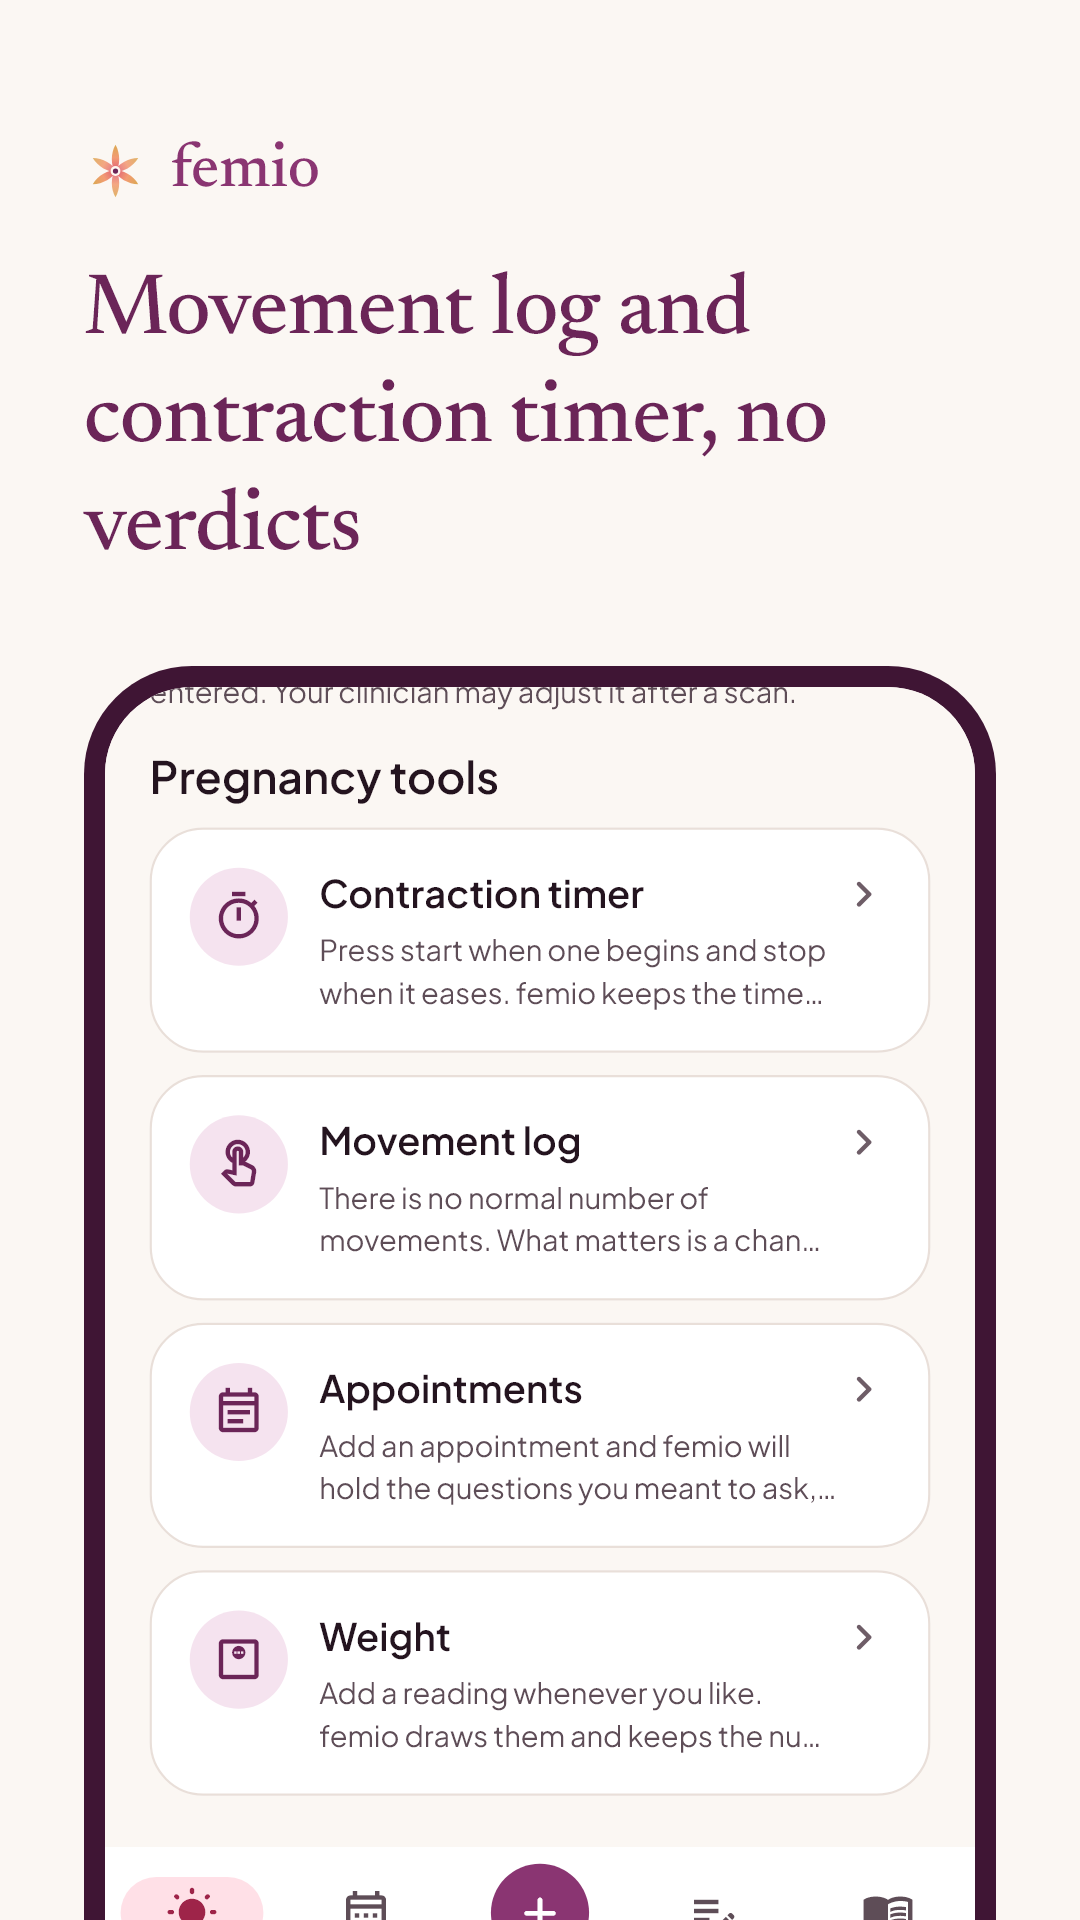 femio
Movement log and
contraction timer, no
verdicts
entered. Your clinician may adjust it after a scan.
Pregnancy tools
Contraction timer
Press start when one begins and stop
when it eases. femio keeps the time…
Movement log
There is no normal number of
movements. What matters is a chan…
Appointments
Add an appointment and femio will
hold the questions you meant to ask,…
Weight
Add a reading whenever you like.
femio draws them and keeps the nu…